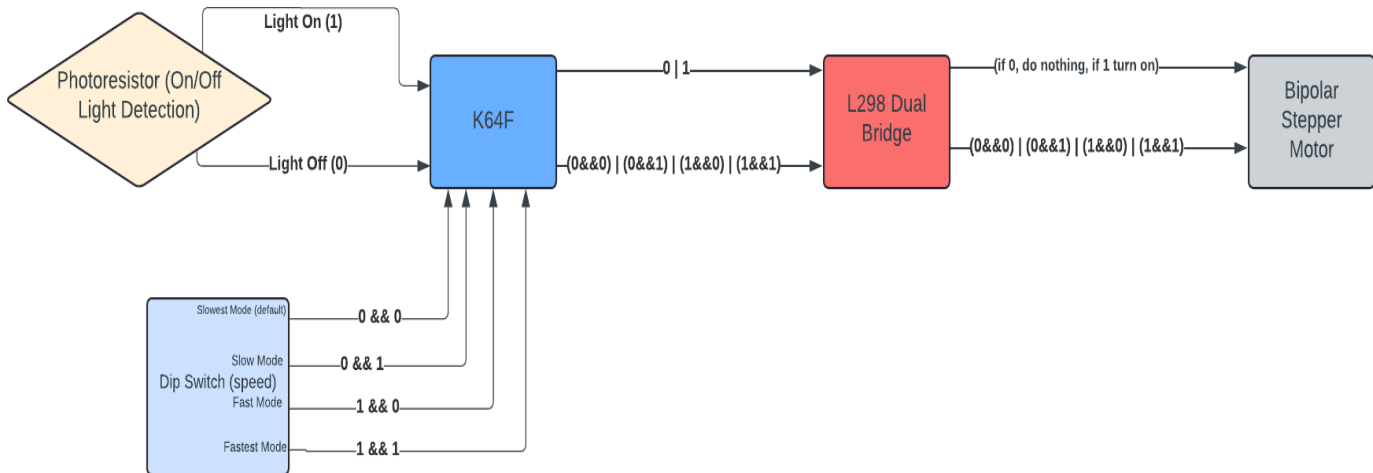 Light On (1)
Photoresistor (On/Off
Light Detection)
Light Off (0)
K64F
0 | 1
(0&&0) | (0&&1) | (1&&0) | (1&&1)
L298 Dual
Bridge
(if 0, do nothing, if 1 turn on)
(0&&0) | (0&&1) | (1&&0) | (1&&1)
Bipolar
Stepper
Motor
Slowest Mode (default)
0 && 0
Slow Mode
0 && 1
Dip Switch (speed)
Fast Mode
1 && 0
Fastest Mode
1 && 1